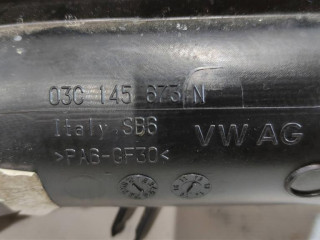 03C 145 673 N
Italy SB6
VW AG
>PA6-GF30<